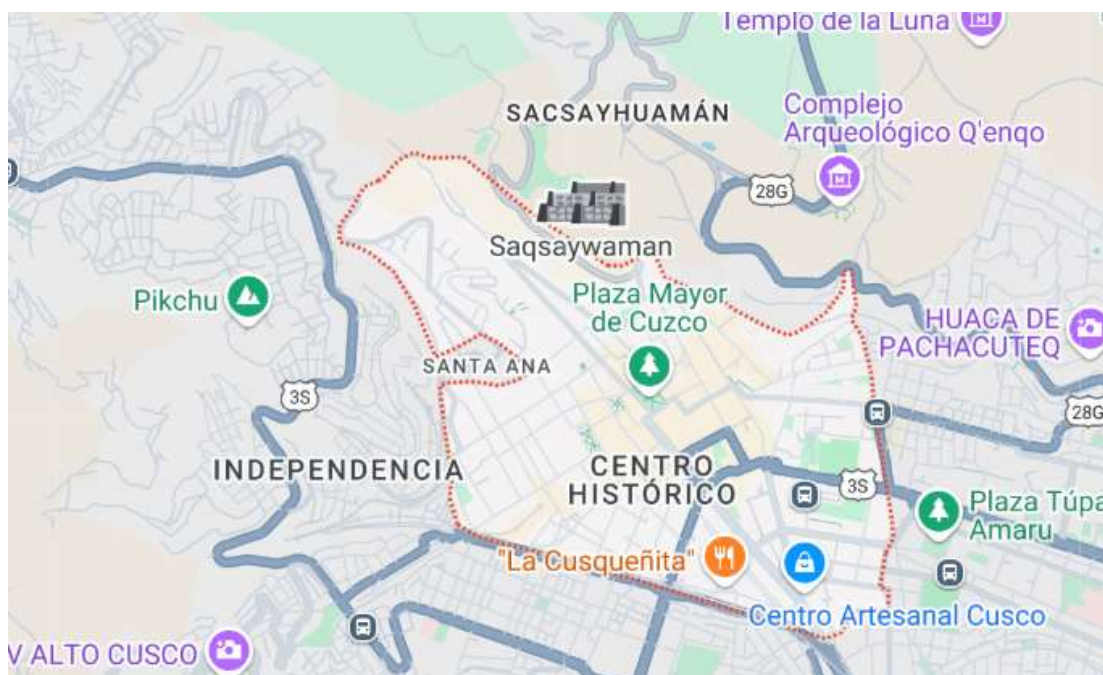 Templo de la Luna
SACSAYHUAMÁN
Complejo
Arqueológico Q'enqo
28G
Saqsaywaman
Pikchu
Plaza Mayor
de Cuzco
HUACA DE
PACHACUTEQ
SANTA ANA
3S
28G
INDEPENDENCIA
CENTRO
HISTÓRICO
3S
Plaza Túpa
Amaru
"La Cusqueñita"
Centro Artesanal Cusco
V ALTO CUSCO